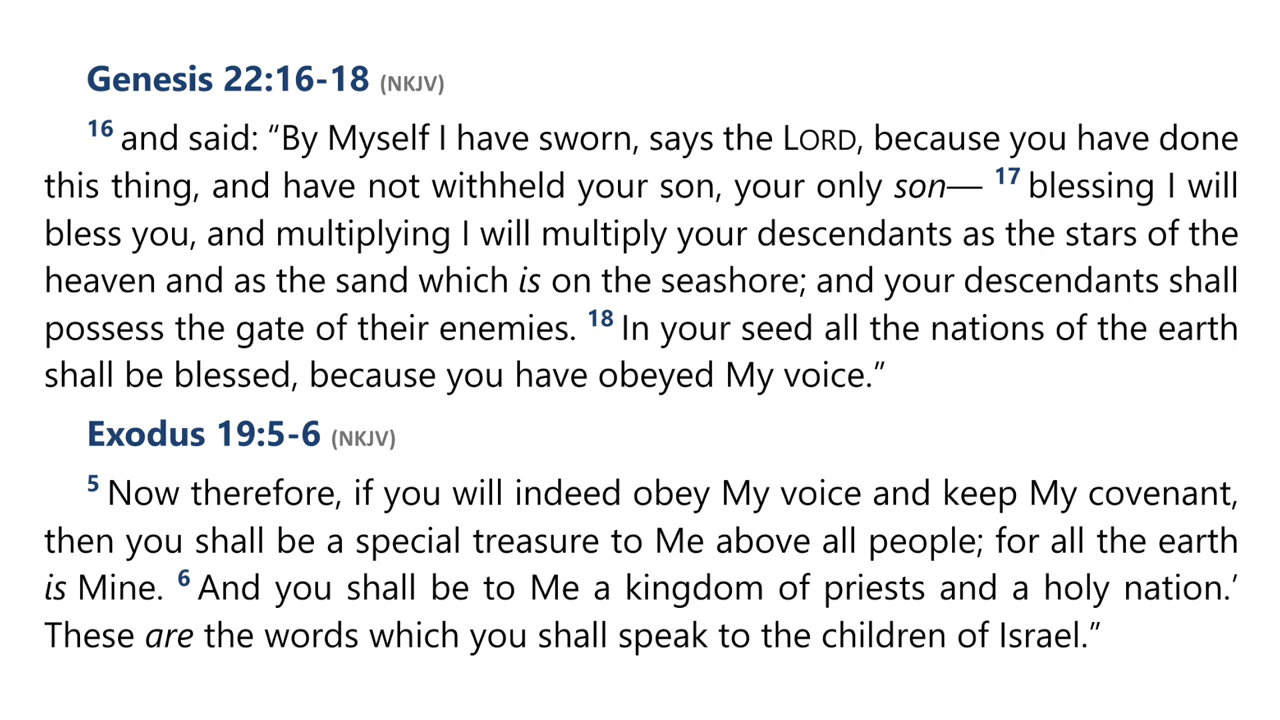 Genesis 22:16-18 (NKJV)
16 and said: “By Myself I have sworn, says the LORD, because you have done
this thing, and have not withheld your son, your only son— 17 blessing I will
bless you, and multiplying I will multiply your descendants as the stars of the
heaven and as the sand which is on the seashore; and your descendants shall
possess the gate of their enemies. 18 In your seed all the nations of the earth
shall be blessed, because you have obeyed My voice.”
Exodus 19:5-6 (NKJV)
5 Now therefore, if you will indeed obey My voice and keep My covenant,
then you shall be a special treasure to Me above all people; for all the earth
is Mine. 6 And you shall be to Me a kingdom of priests and a holy nation.’
These are the words which you shall speak to the children of Israel.”